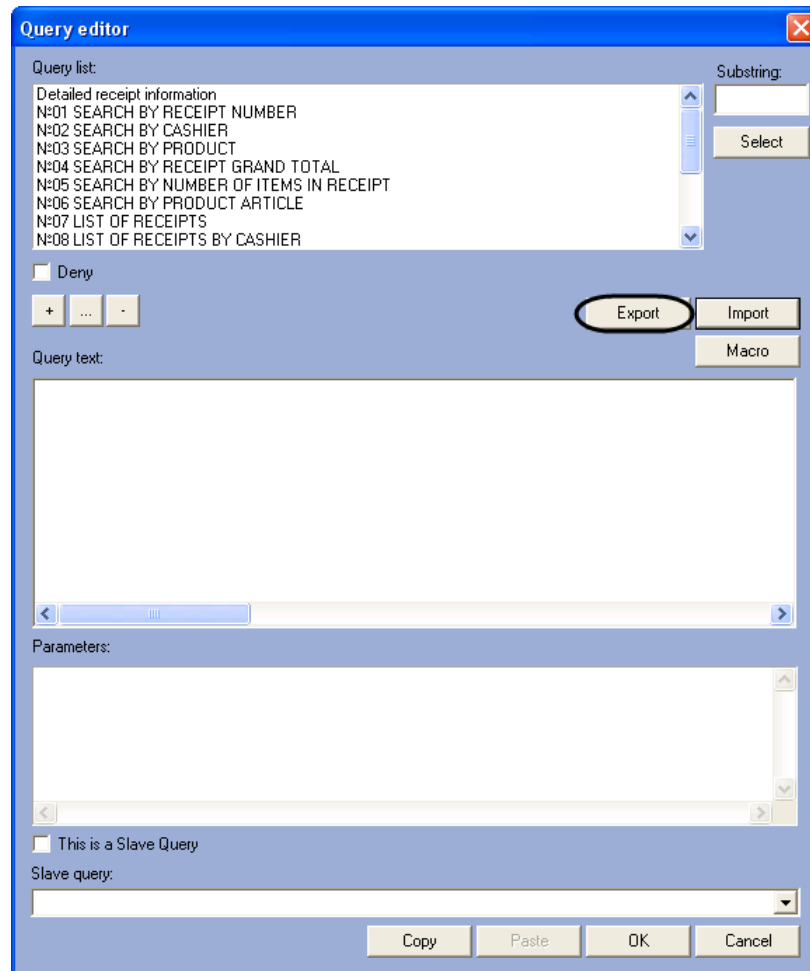 Query editor
Query list:
Substring:
Detailed receipt information
№01 SEARCH BY RECEIPT NUMBER
№02 SEARCH BY CASHIER
№03 SEARCH BY PRODUCT
№04 SEARCH BY RECEIPT GRAND TOTAL
№05 SEARCH BY NUMBER OF ITEMS IN RECEIPT
№06 SEARCH BY PRODUCT ARTICLE
№07 LIST OF RECEIPTS
№08 LIST OF RECEIPTS BY CASHIER
Select
Deny
+ ... -
Export Import
Macro
Query text:
Parameters:
This is a Slave Query
Slave query:
Copy Paste OK Cancel